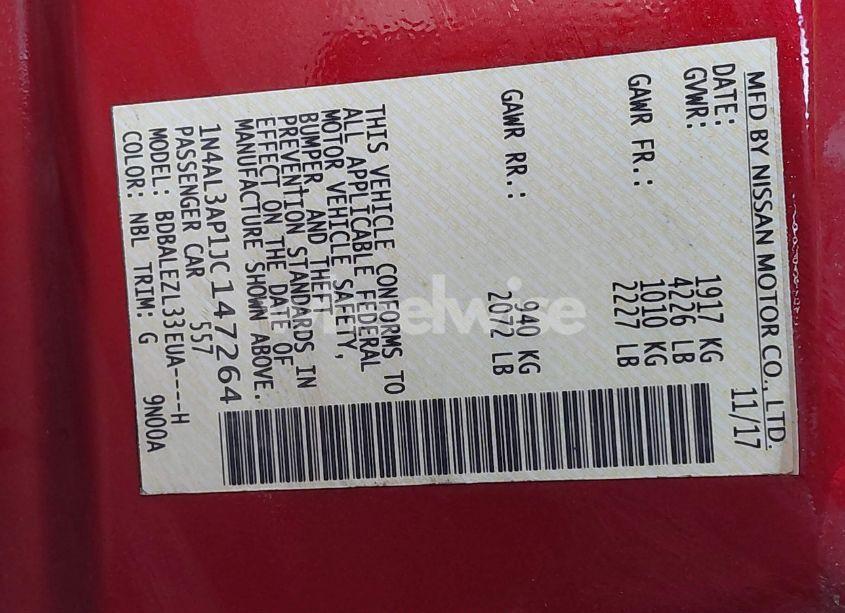 MFD BY NISSAN MOTOR CO., LTD.
DATE: 11/17
GVWR: 1917 KG
4226 LB
GAWR FR.: 1010 KG
2227 LB
GAWR RR.: 940 KG
2072 LB
THIS VEHICLE CONFORMS TO
ALL APPLICABLE FEDERAL
MOTOR VEHICLE SAFETY,
BUMPER, AND THEFT
PREVENTION STANDARDS IN
EFFECT ON THE DATE OF
MANUFACTURE SHOWN ABOVE.
1N4AL3AP1JC147264
PASSENGER CAR 557
MODEL: BDBALEZL33EUA----H
COLOR: NBL TRIM: G 9N00A
elwise